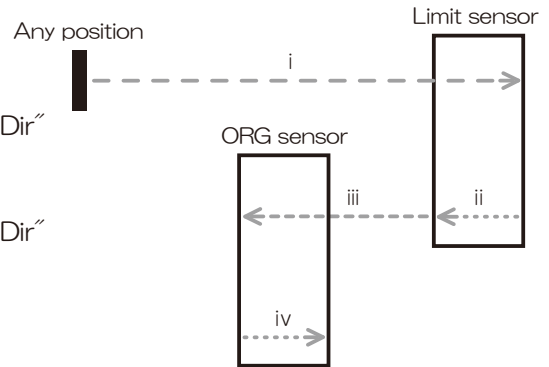 Limit sensor
Any position
i
Dir″
ORG sensor
iii
ii
Dir″
iv